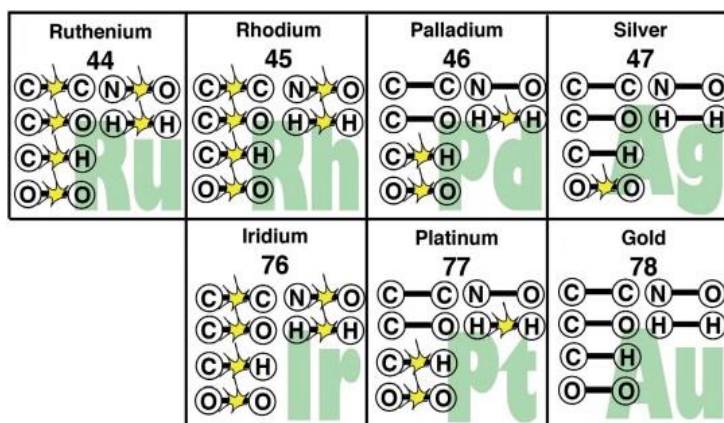 Ruthenium
44
C C N O
C O H H
C H
O O
Ru
Rhodium
45
C C N O
C O H H
C H
O O
Rh
Palladium
46
C C N O
C O H H
C H
O O
Pd
Silver
47
C C N O
C O H H
C H
O O
Ag
Iridium
76
C C N O
C O H H
C H
O O
Ir
Platinum
77
C C N O
C O H H
C H
O O
Pt
Gold
78
C C N O
C O H H
C H
O O
Au